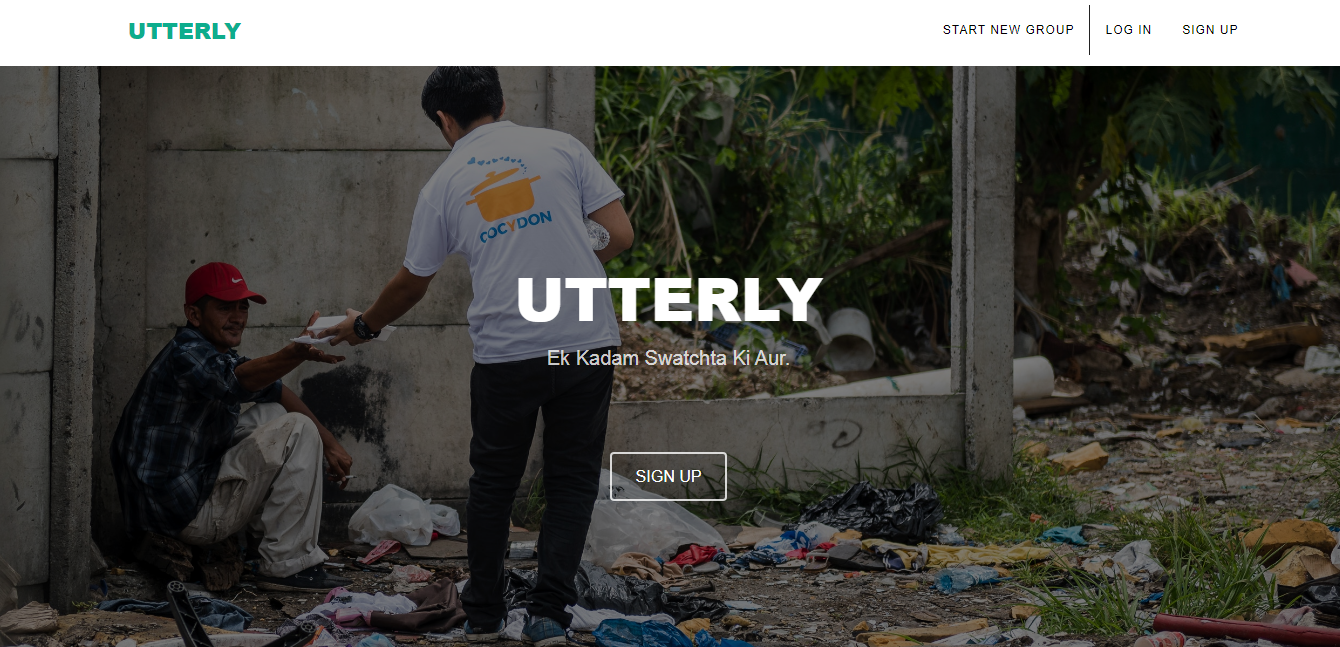 UTTERLY
START NEW GROUP
LOG IN
SIGN UP
COCYDON
UTTERLY
Ek Kadam Swatchta Ki Aur.
SIGN UP